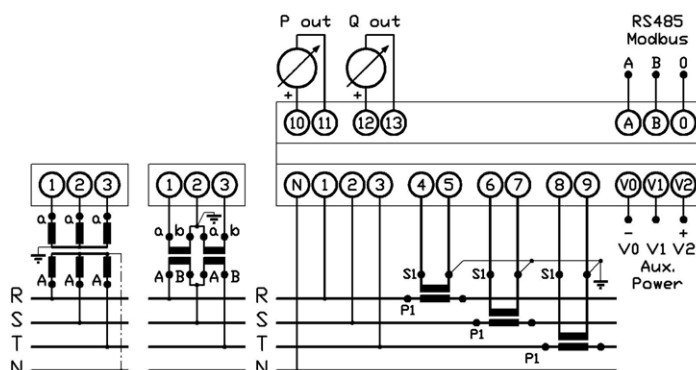 P out Q out RS485
Modbus
A B 0
+ +
10 11 12 13 A B 0
1 2 3 1 2 3 N 1 2 3 4 5 6 7 8 9 V0 V1 V2
a a a a b a b - +
V0 V1 V2
Aux.
Power
A A A A B A B S1 S1 S1
R
P1
S
P1
T
P1
N